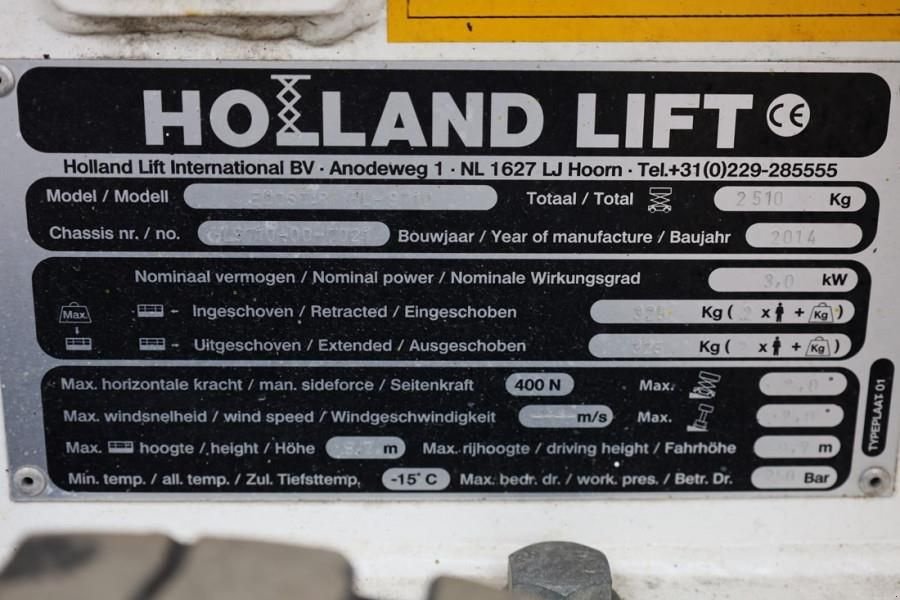 HOLLAND LIFT CE
Holland Lift International BV · Anodeweg 1 · NL 1627 LJ Hoorn · Tel.+31(0)229-285555
Model / Modell Totaal / Total 2510 Kg
Chassis nr. / no. Bouwjaar / Year of manufacture / Baujahr 2014
Nominaal vermogen / Nominal power / Nominale Wirkungsgrad 3,0 kW
Max. Ingeschoven / Retracted / Eingeschoben 325 Kg ( 2 x + Kg )
Uitgeschoven / Extended / Ausgeschoben 325 Kg ( x + Kg )
Max. horizontale kracht / man. sideforce / Seitenkraft 400 N Max. °
Max. windsnelheid / wind speed / Windgeschwindigkeit m/s Max. °
Max. hoogte / height / Höhe m Max. rijhoogte / driving height / Fahrhöhe m
Min. temp. / all. temp. / Zul. Tiefsttemp. -15°C Max. bedr. dr. / work. pres. / Betr. Dr. Bar
TYPEPLAAT 01